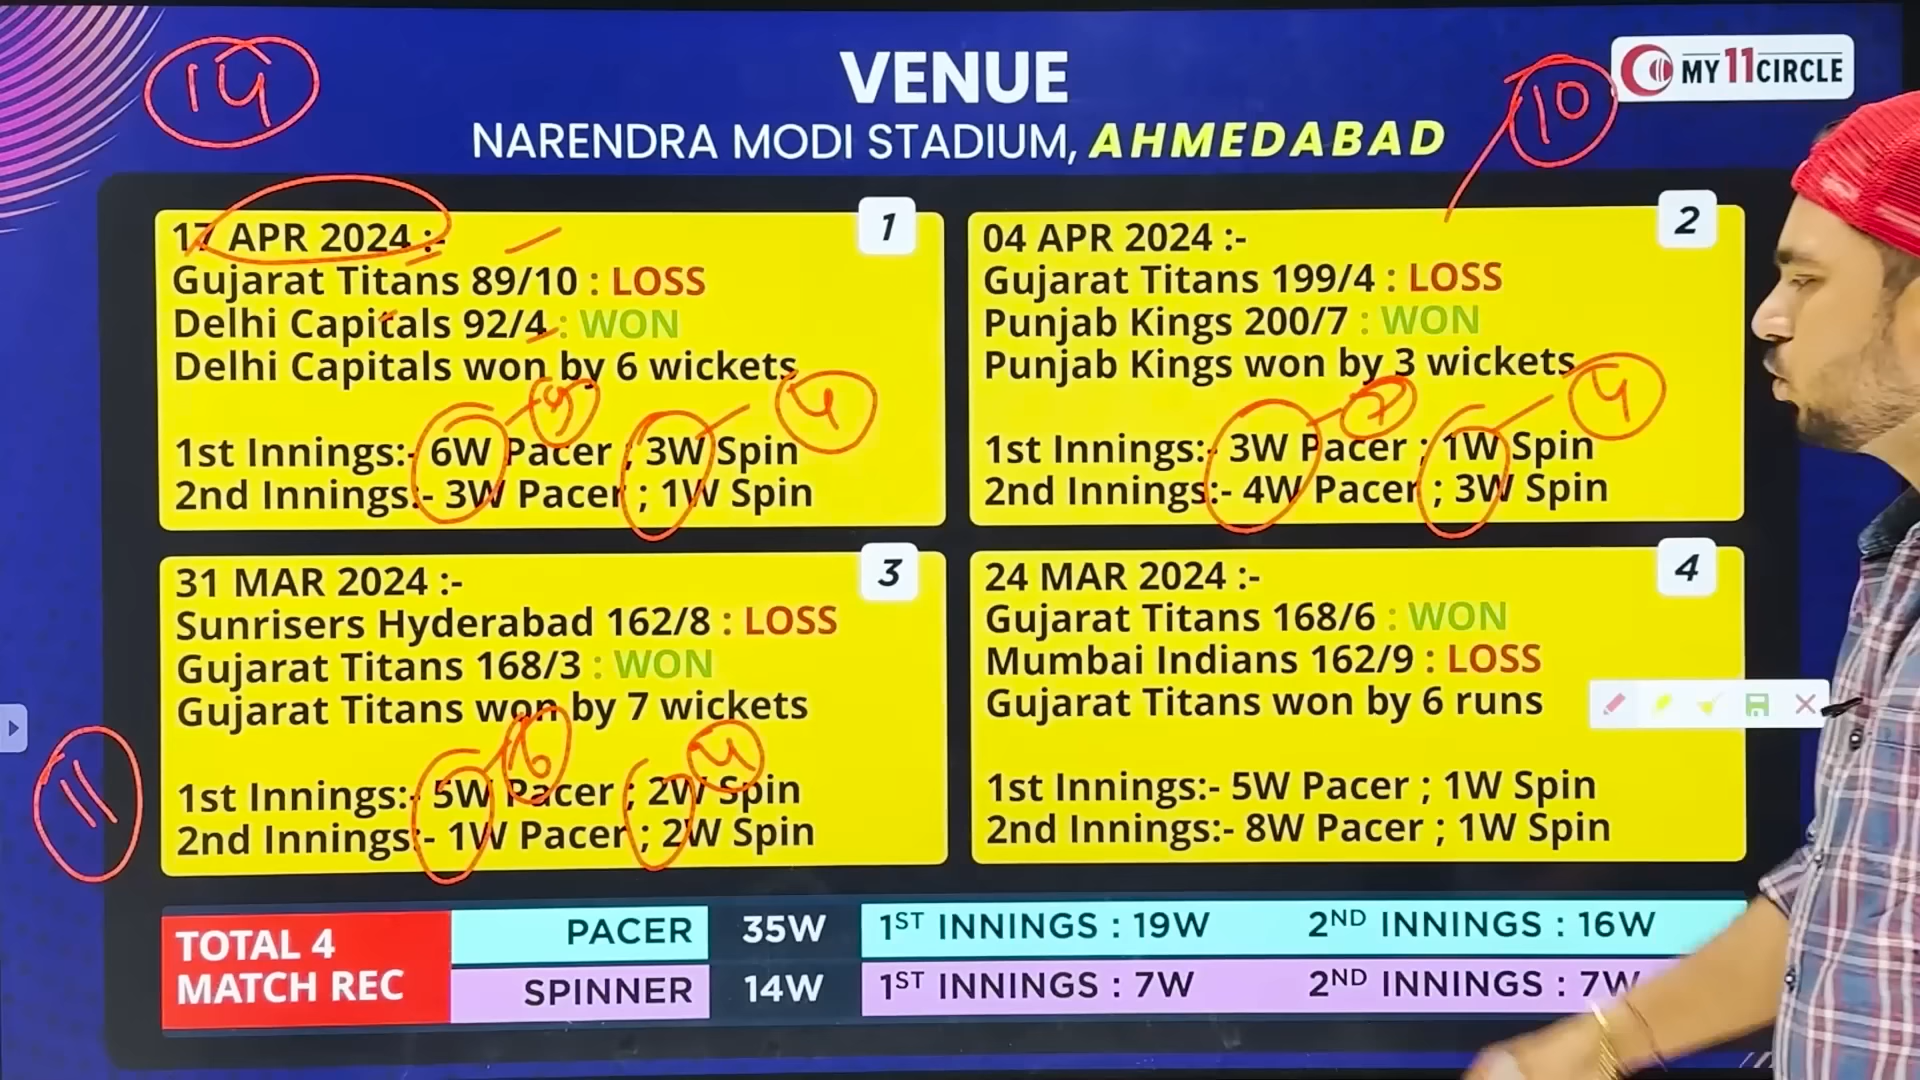 14
VENUE
10
MY11CIRCLE
NARENDRA MODI STADIUM, AHMEDABAD
1
17 APR 2024 :-
Gujarat Titans 89/10 : LOSS
Delhi Capitals 92/4 : WON
Delhi Capitals won by 6 wickets
9
4
1st Innings:- 6W Pacer ; 3W Spin
2nd Innings:- 3W Pacer ; 1W Spin
2
04 APR 2024 :-
Gujarat Titans 199/4 : LOSS
Punjab Kings 200/7 : WON
Punjab Kings won by 3 wickets
7
4
1st Innings:- 3W Pacer ; 1W Spin
2nd Innings:- 4W Pacer ; 3W Spin
3
31 MAR 2024 :-
Sunrisers Hyderabad 162/8 : LOSS
Gujarat Titans 168/3 : WON
Gujarat Titans won by 7 wickets
6
4
11
1st Innings:- 5W Pacer ; 2W Spin
2nd Innings:- 1W Pacer ; 2W Spin
4
24 MAR 2024 :-
Gujarat Titans 168/6 : WON
Mumbai Indians 162/9 : LOSS
Gujarat Titans won by 6 runs
1st Innings:- 5W Pacer ; 1W Spin
2nd Innings:- 8W Pacer ; 1W Spin
TOTAL 4
MATCH REC
PACER 35W 1ST INNINGS : 19W 2ND INNINGS : 16W
SPINNER 14W 1ST INNINGS : 7W 2ND INNINGS : 7W